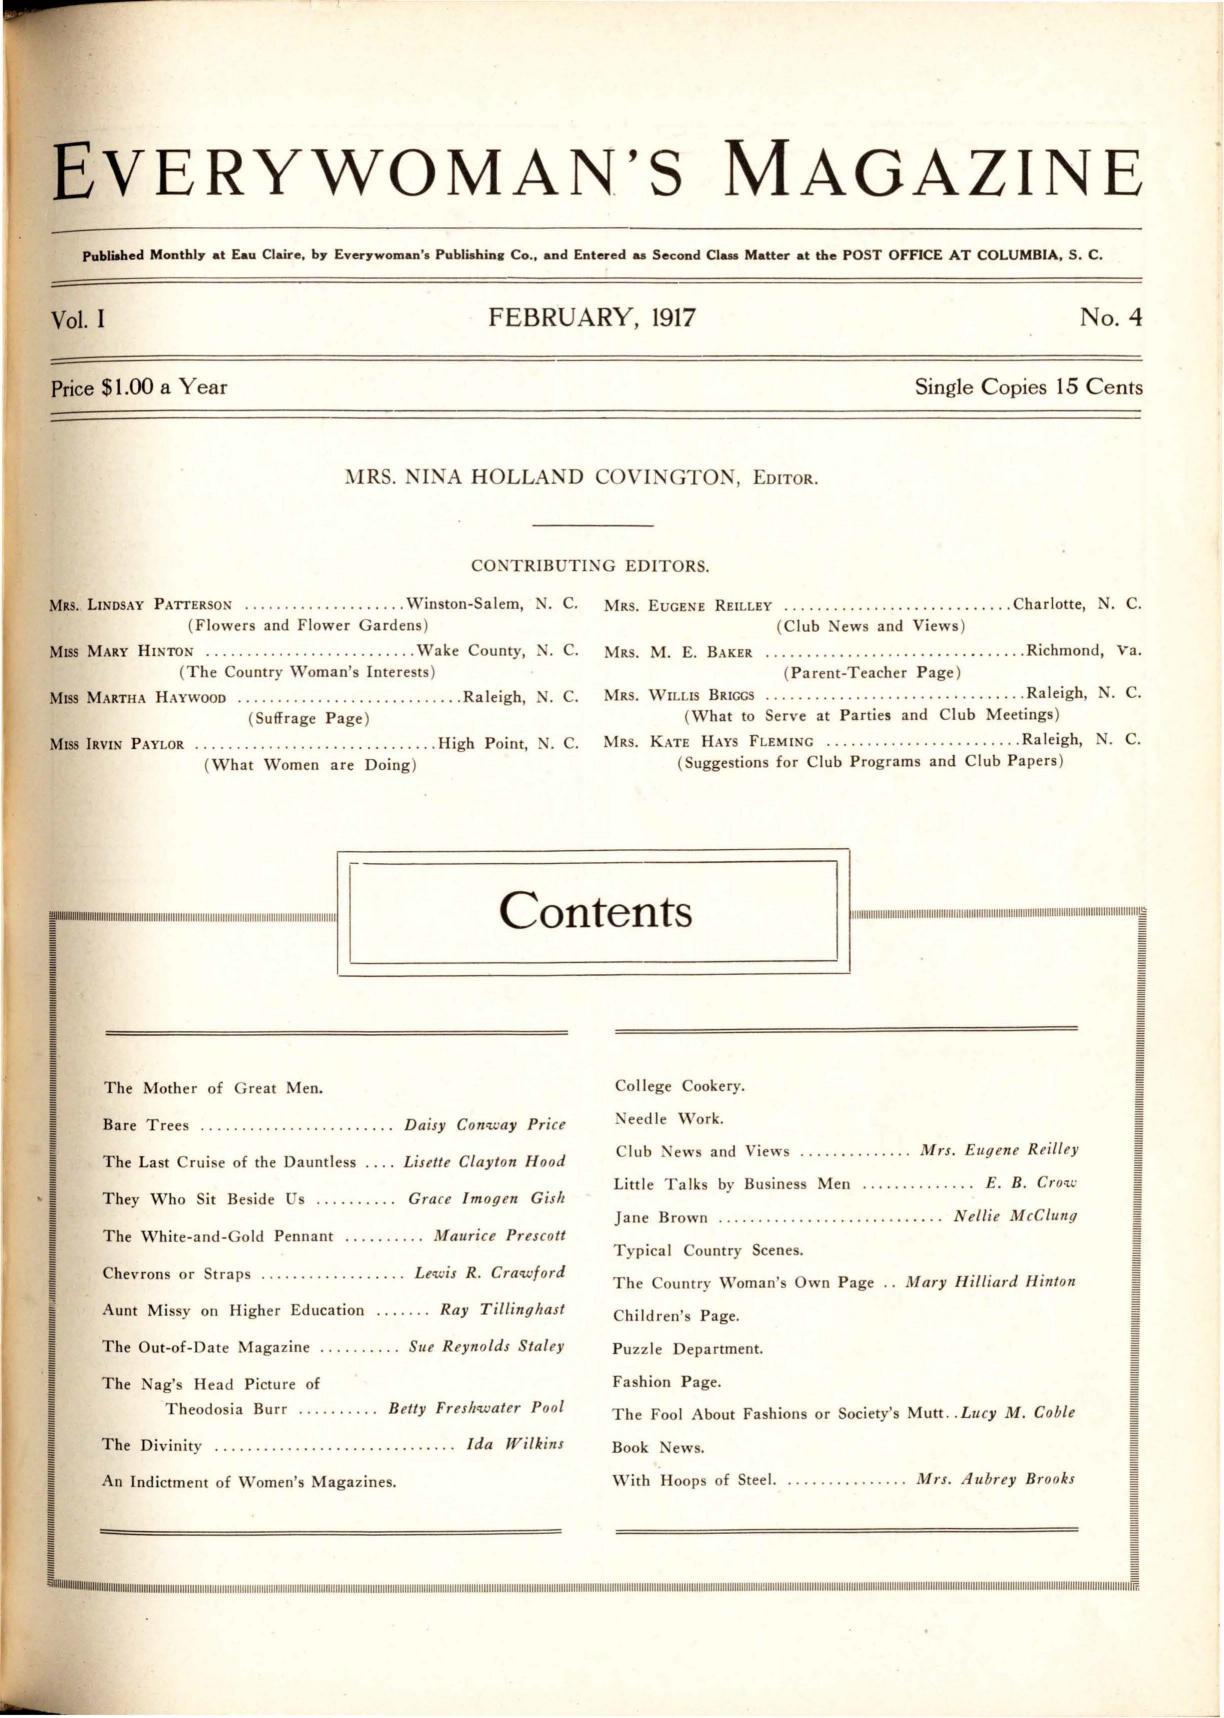 EVERYWOMAN'S MAGAZINE
Published Monthly at Eau Claire, by Everywoman's Publishing Co., and Entered as Second Class Matter at the POST OFFICE AT COLUMBIA, S. C.
Vol. I FEBRUARY, 1917 No. 4
Price $1.00 a Year Single Copies 15 Cents
MRS. NINA HOLLAND COVINGTON, EDITOR.
CONTRIBUTING EDITORS.
MRS. LINDSAY PATTERSON ....................Winston-Salem, N. C.
(Flowers and Flower Gardens)
MISS MARY HINTON ..........................Wake County, N. C.
(The Country Woman's Interests)
MISS MARTHA HAYWOOD ............................Raleigh, N. C.
(Suffrage Page)
MISS IRVIN PAYLOR ..............................High Point, N. C.
(What Women are Doing)
MRS. EUGENE REILLEY ............................Charlotte, N. C.
(Club News and Views)
MRS. M. E. BAKER ................................Richmond, Va.
(Parent-Teacher Page)
MRS. WILLIS BRIGGS ................................Raleigh, N. C.
(What to Serve at Parties and Club Meetings)
MRS. KATE HAYS FLEMING ........................Raleigh, N. C.
(Suggestions for Club Programs and Club Papers)
Contents
The Mother of Great Men.
Bare Trees ........................ Daisy Conway Price
The Last Cruise of the Dauntless .... Lisette Clayton Hood
They Who Sit Beside Us .......... Grace Imogen Gish
The White-and-Gold Pennant .......... Maurice Prescott
Chevrons or Straps .................. Lewis R. Crawford
Aunt Missy on Higher Education ....... Ray Tillinghast
The Out-of-Date Magazine .......... Sue Reynolds Staley
The Nag's Head Picture of
Theodosia Burr .......... Betty Freshwater Pool
The Divinity .............................. Ida Wilkins
An Indictment of Women's Magazines.
College Cookery.
Needle Work.
Club News and Views .............. Mrs. Eugene Reilley
Little Talks by Business Men .............. E. B. Crow
Jane Brown ............................ Nellie McClung
Typical Country Scenes.
The Country Woman's Own Page .. Mary Hilliard Hinton
Children's Page.
Puzzle Department.
Fashion Page.
The Fool About Fashions or Society's Mutt..Lucy M. Coble
Book News.
With Hoops of Steel. ............... Mrs. Aubrey Brooks